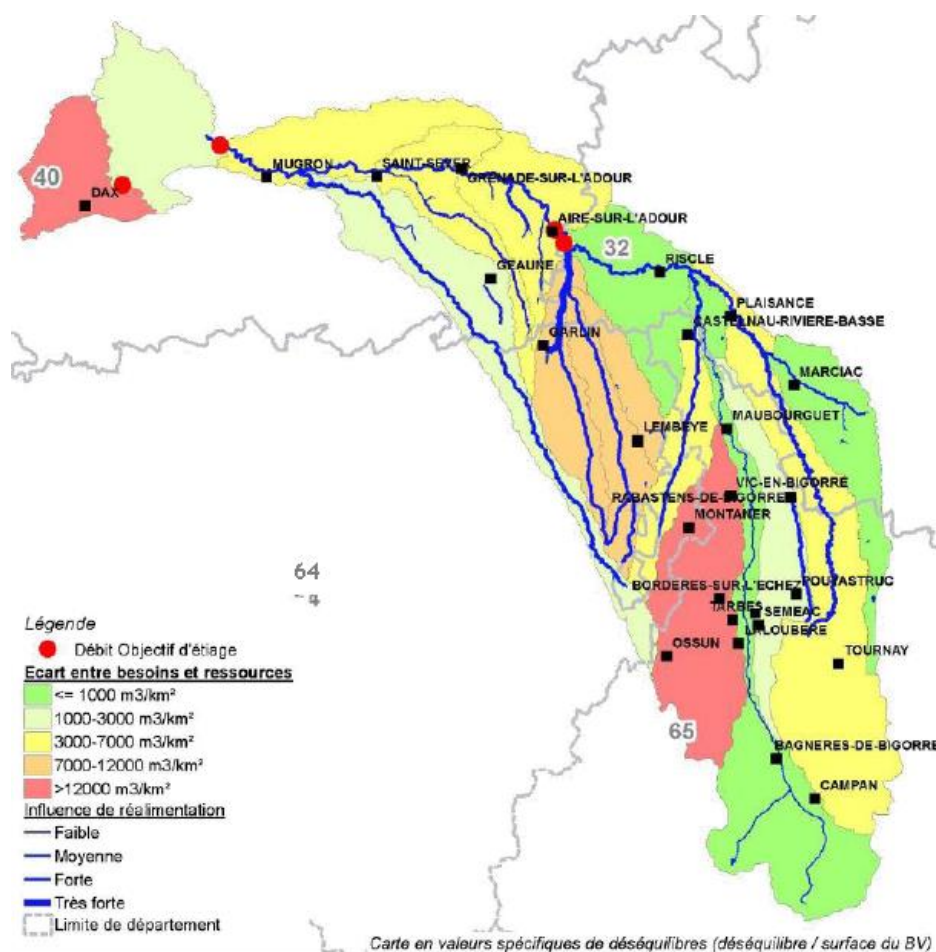 40
DAX
MUGRON
SAINT-SEVER
GRENADE-SUR-L'ADOUR
AIRE-SUR-L'ADOUR
32
RISCLE
GEAUNE
PLAISANCE
CASTELNAU-RIVIERE-BASSE
GARLIN
MARCIAC
MAUBOURGUET
LEMBEYE
VIC-EN-BIGORRE
RABASTENS-DE-BIGORRE
MONTANER
64
BORDERES-SUR-L'ECHEZ
POUYASTRUC
TARBES
SEMEAC
LALOUBERE
OSSUN
TOURNAY
65
BAGNERES-DE-BIGORRE
CAMPAN
Légende
Débit Objectif d'étiage
Ecart entre besoins et ressources
<= 1000 m3/km²
1000-3000 m3/km²
3000-7000 m3/km²
7000-12000 m3/km²
>12000 m3/km²
Influence de réalimentation
Faible
Moyenne
Forte
Très forte
Limite de département
Carte en valeurs spécifiques de déséquilibres (déséquilibre / surface du BV)